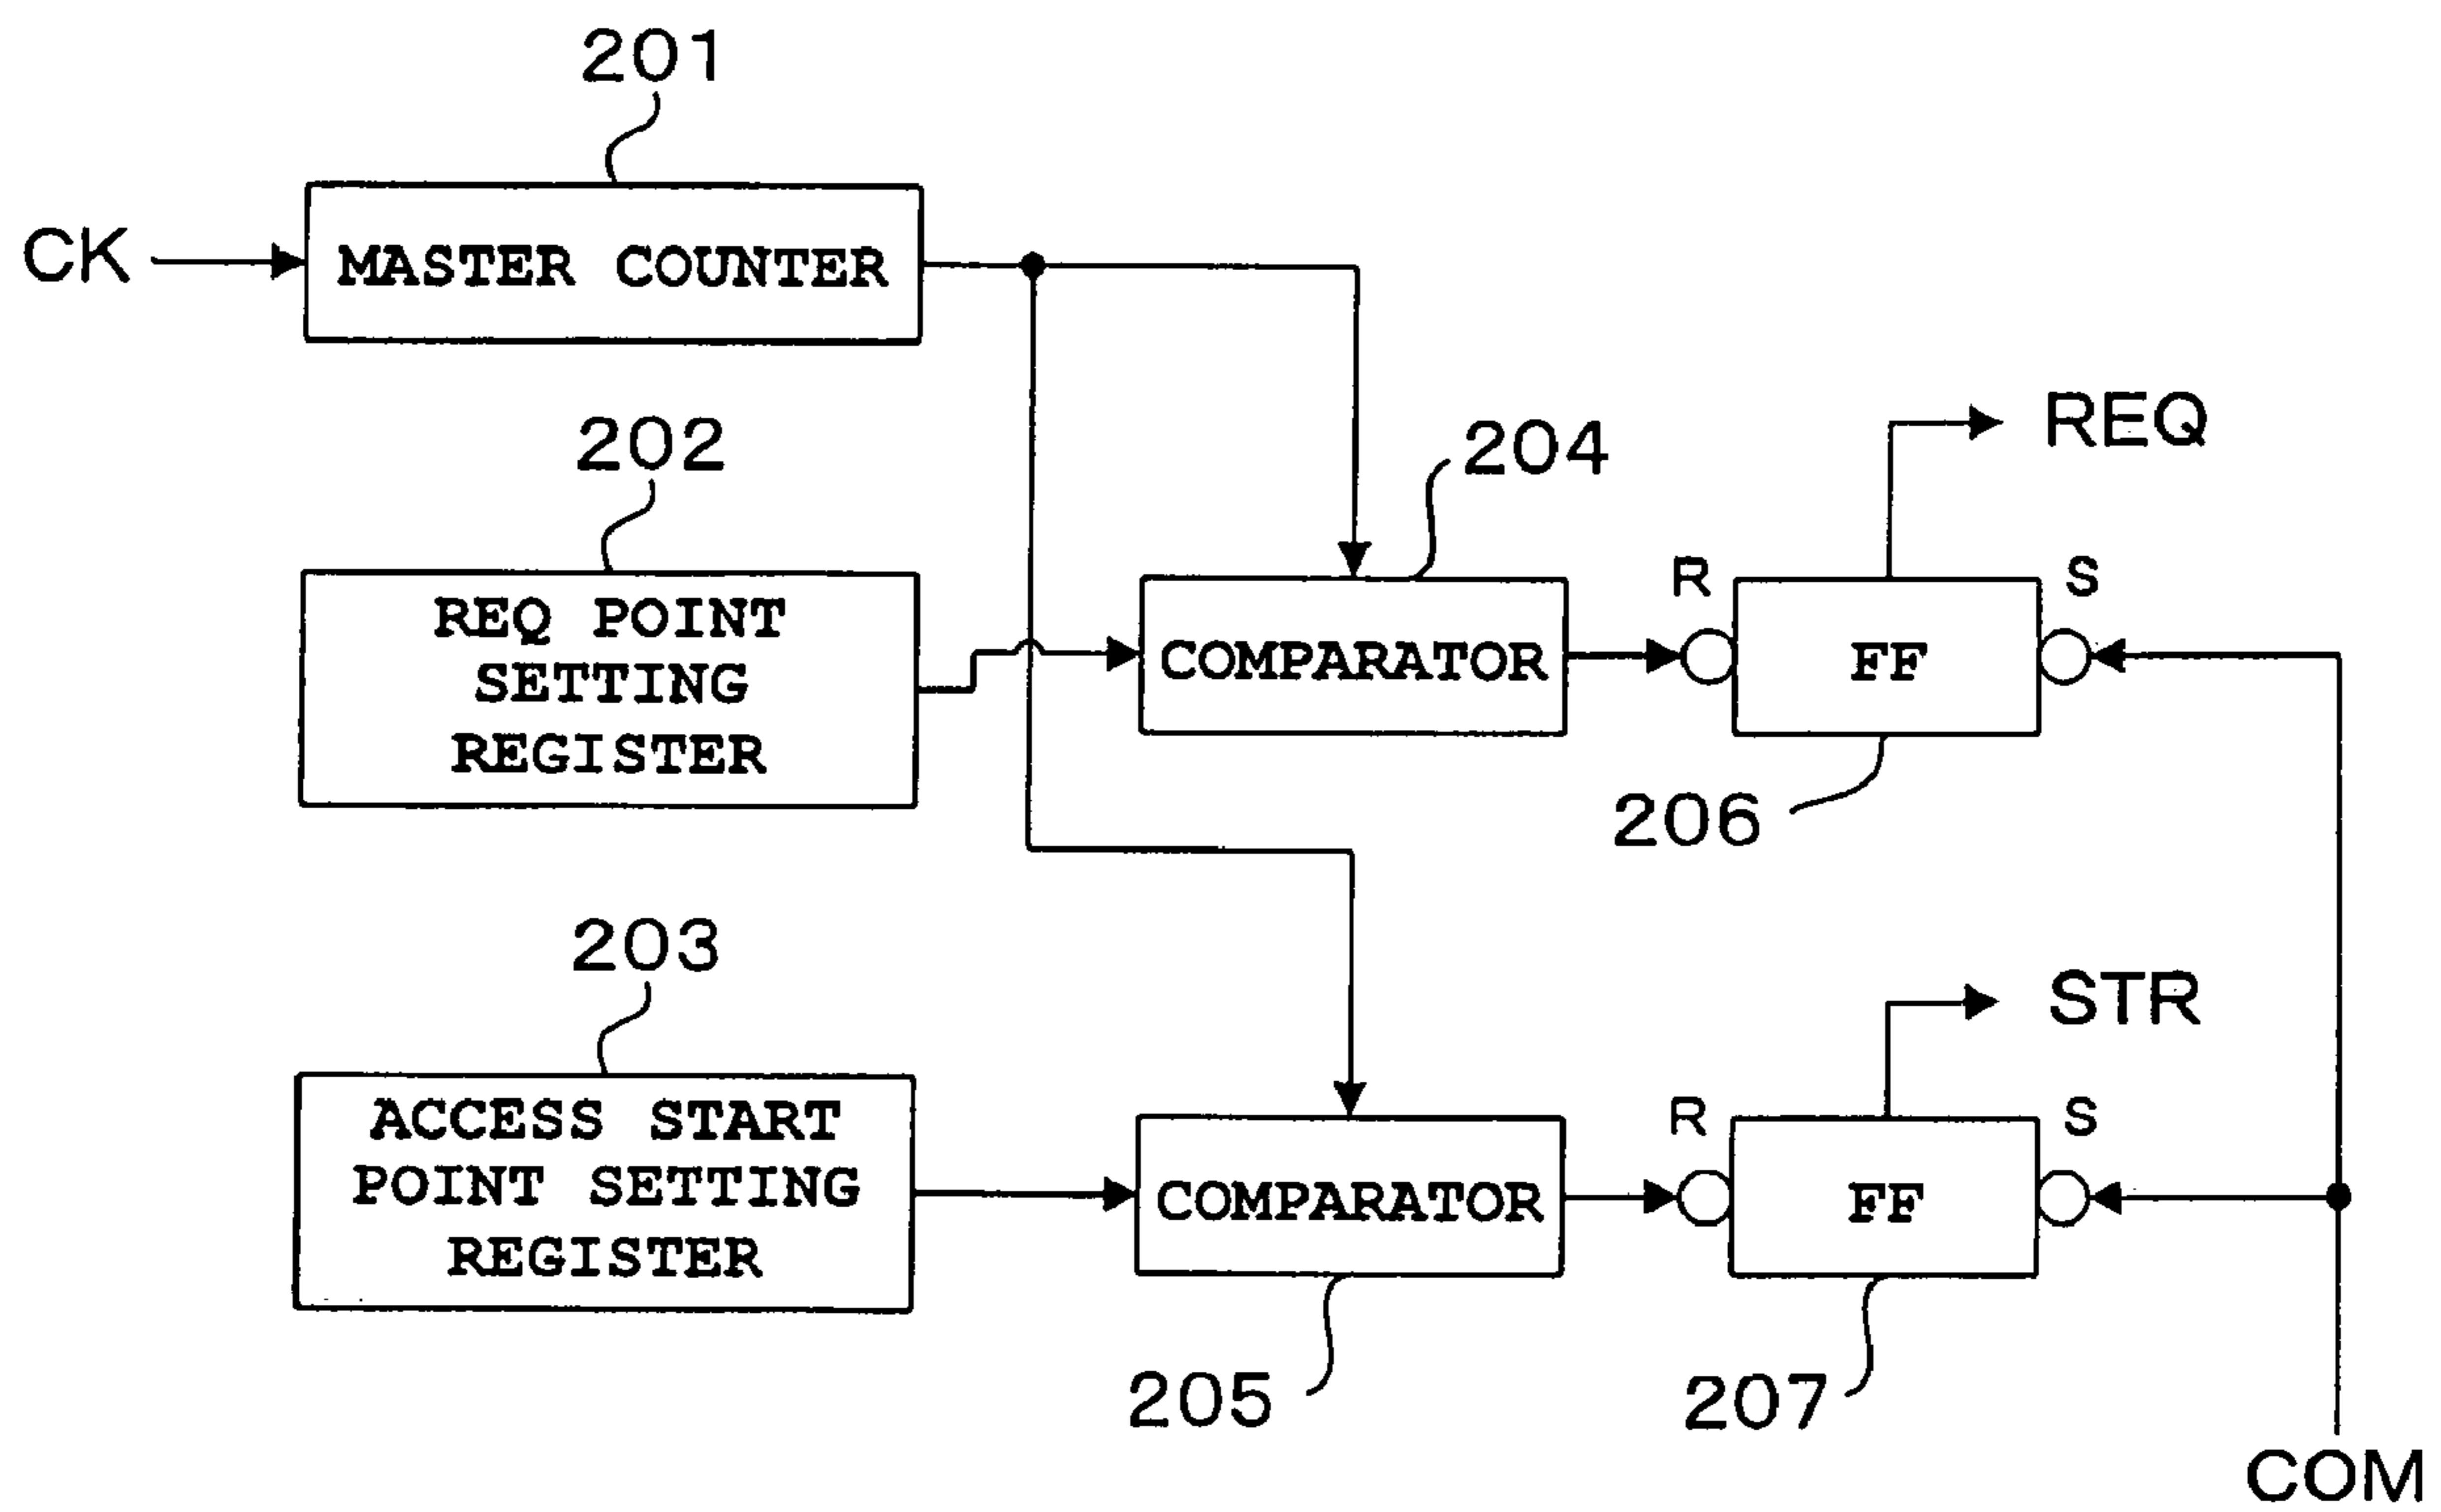 201
CK
MASTER COUNTER
202
REQ POINT
SETTING
REGISTER
204
REQ
COMPARATOR
R
FF
S
206
203
ACCESS START
POINT SETTING
REGISTER
STR
COMPARATOR
R
FF
S
205
207
COM